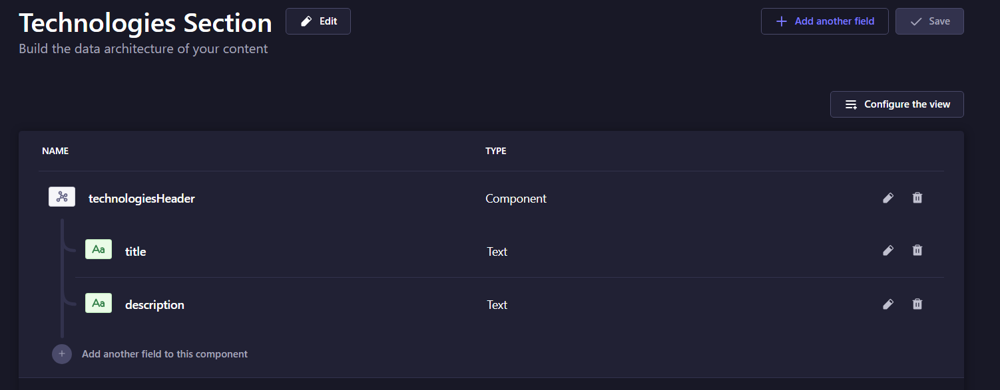 Technologies Section
Edit
Add another field
Save
Build the data architecture of your content
Configure the view
NAME TYPE
technologiesHeader Component
Aa title Text
Aa description Text
Add another field to this component